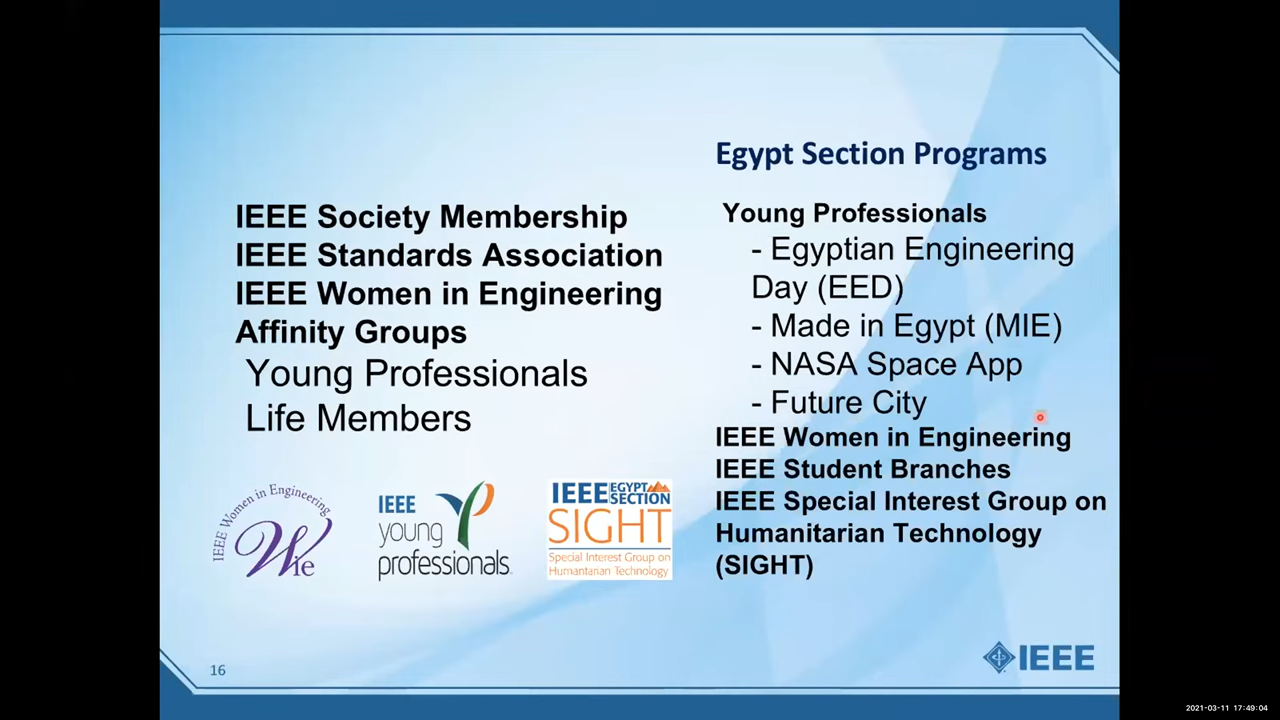 IEEE Society Membership
IEEE Standards Association
IEEE Women in Engineering
Affinity Groups
Young Professionals
Life Members
IEEE Women in Engineering
Wie
IEEE
young
professionals
IEEE EGYPT SECTION
SIGHT
Special Interest Group on
Humanitarian Technology
Egypt Section Programs
Young Professionals
- Egyptian Engineering
Day (EED)
- Made in Egypt (MIE)
- NASA Space App
- Future City
IEEE Women in Engineering
IEEE Student Branches
IEEE Special Interest Group on
Humanitarian Technology
(SIGHT)
16
IEEE
2021-03-11 17:49:04